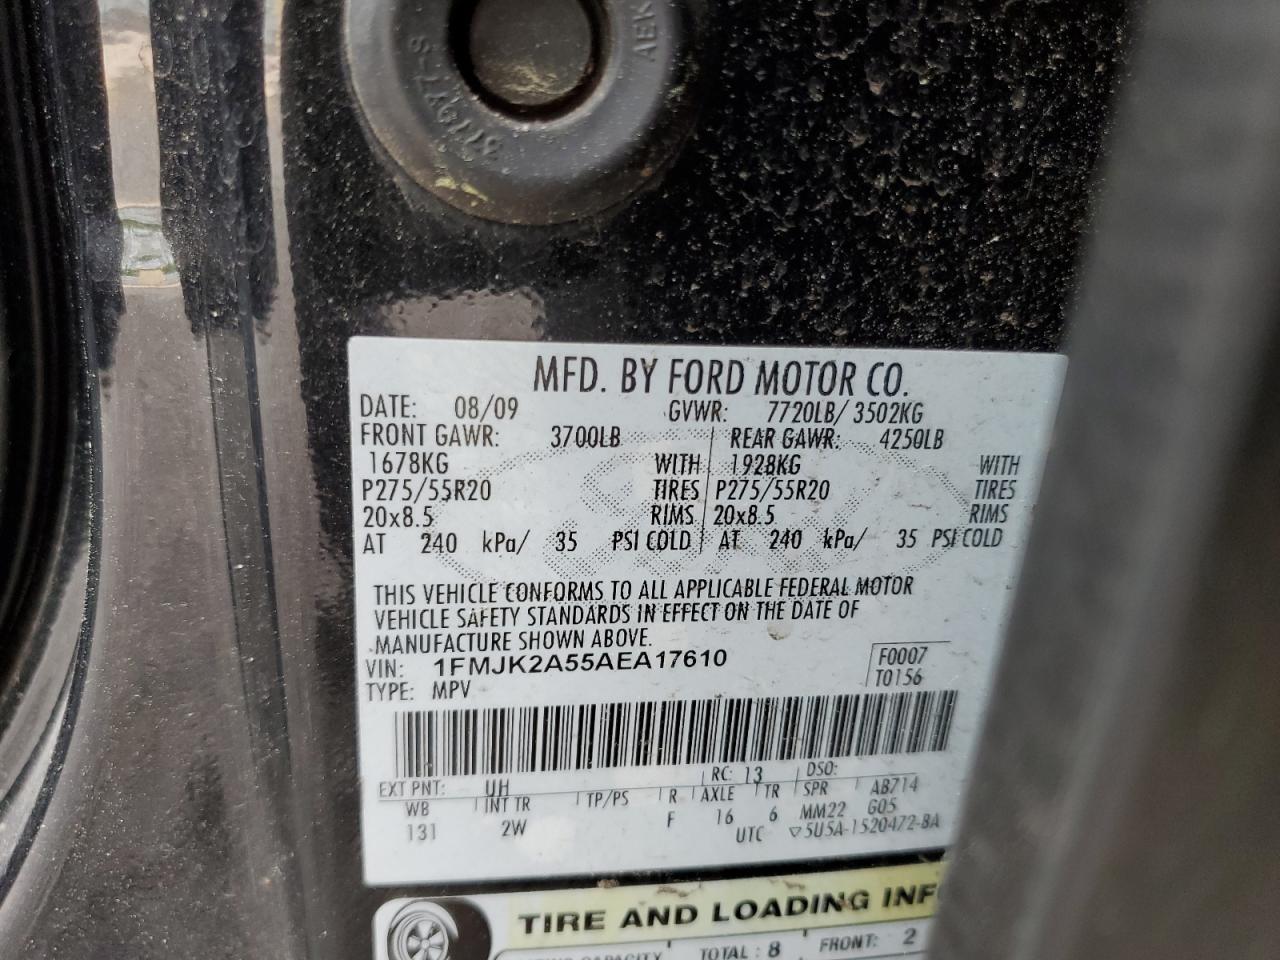 AEK
37797-S
MFD. BY FORD MOTOR CO.
DATE: 08/09 GVWR: 7720LB/ 3502KG
FRONT GAWR: 3700LB REAR GAWR: 4250LB
1678KG WITH 1928KG WITH
P275/55R20 TIRES P275/55R20 TIRES
20x8.5 RIMS 20x8.5 RIMS
AT 240 kPa/ 35 PSI COLD AT 240 kPa/ 35 PSI COLD
THIS VEHICLE CONFORMS TO ALL APPLICABLE FEDERAL MOTOR
VEHICLE SAFETY STANDARDS IN EFFECT ON THE DATE OF
MANUFACTURE SHOWN ABOVE.
VIN: 1FMJK2A55AEA17610 F0007
TYPE: MPV T0156
EXT PNT: UH RC: 13 DSO:
WB INT TR TP/PS R AXLE TR SPR AB714
131 2W F 16 6 MM22 G05
UTC ▽5U5A-1520472-BA
TIRE AND LOADING INF
TOTAL : 8 FRONT: 2